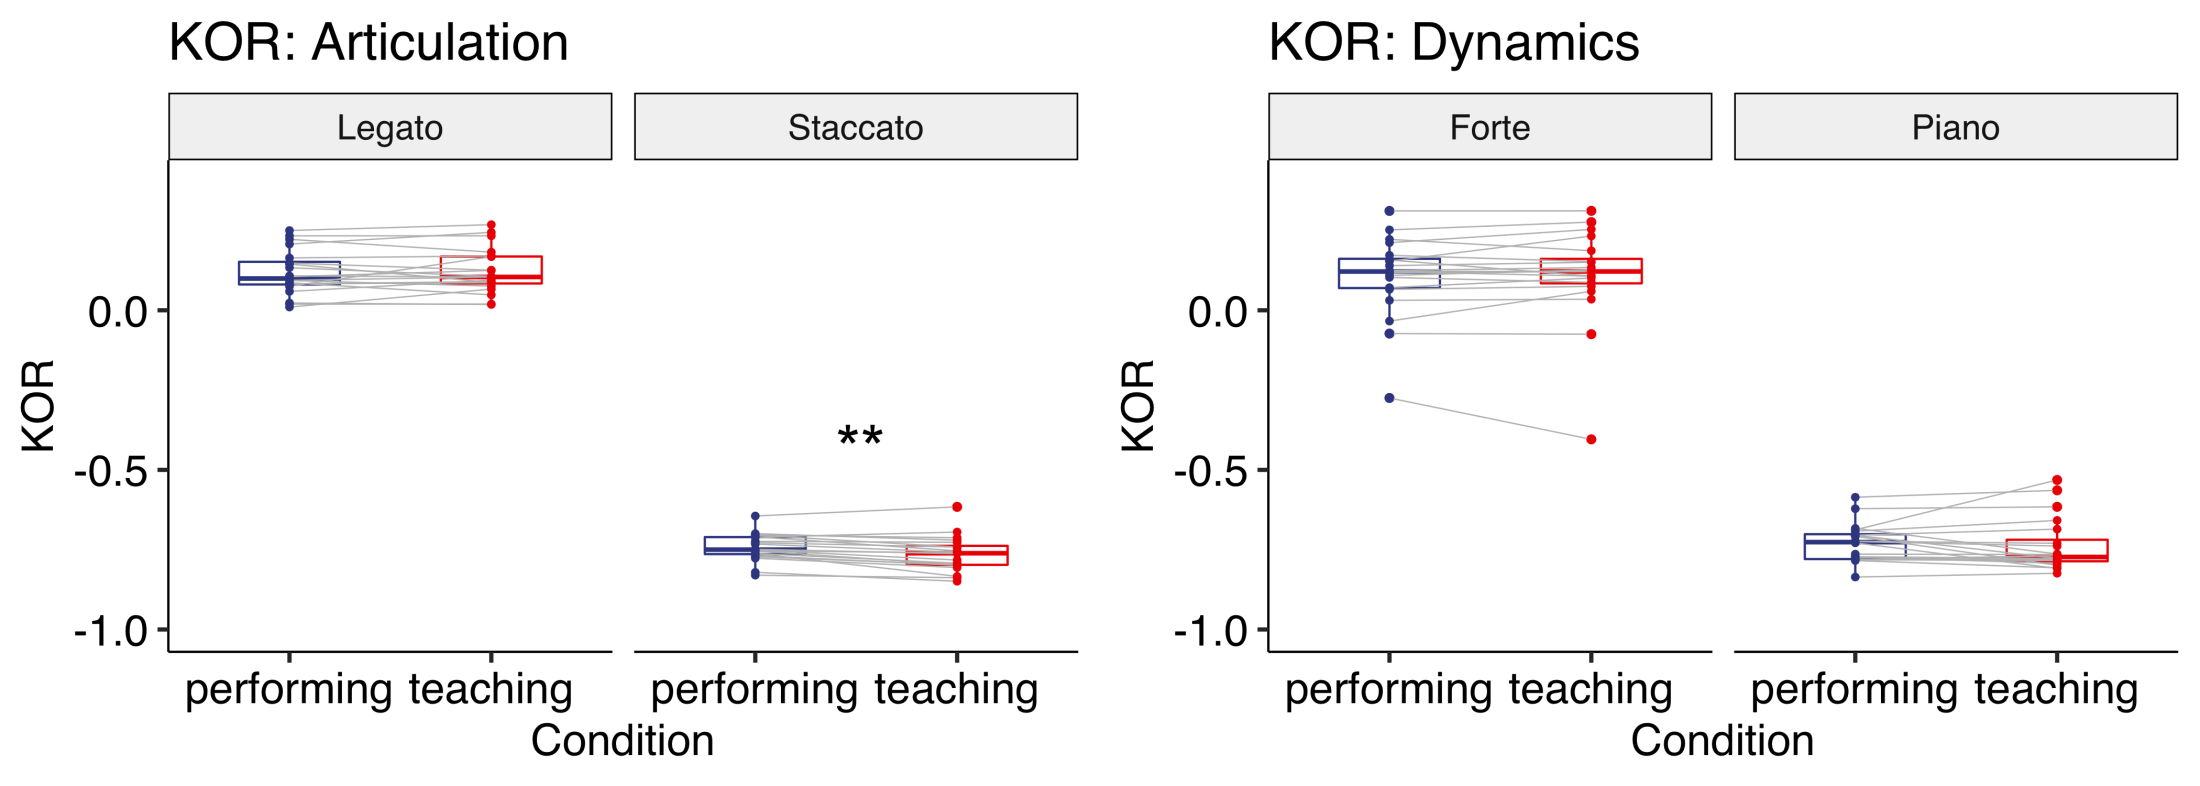 KOR: Articulation
Legato
Staccato
KOR
0.0
-0.5
-1.0
**
performing teaching
performing teaching
Condition
KOR: Dynamics
Forte
Piano
KOR
0.0
-0.5
-1.0
performing teaching
performing teaching
Condition